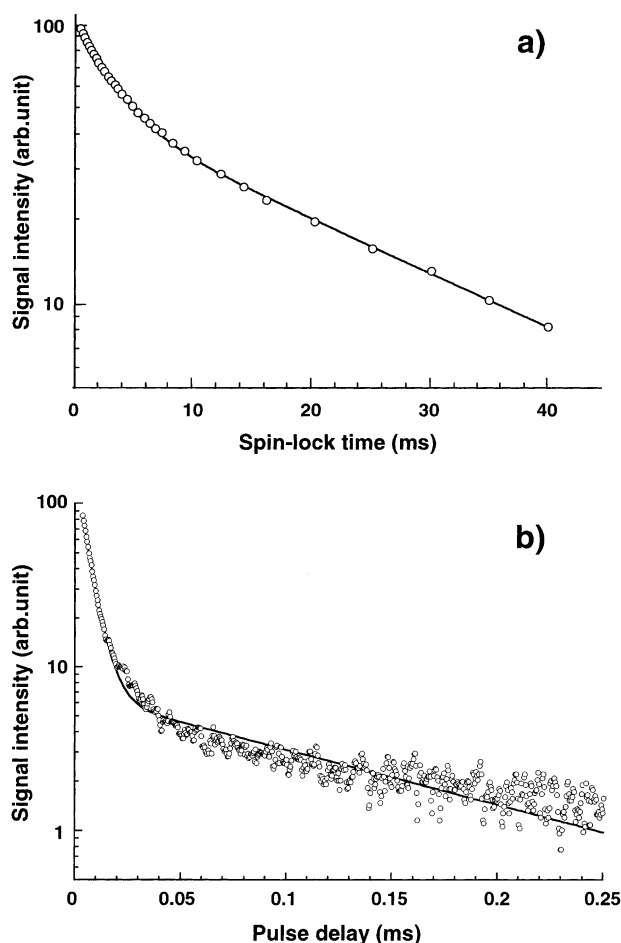 a)
100
10
Signal intensity (arb.unit)
0 10 20 30 40
Spin-lock time (ms)
b)
100
10
1
Signal intensity (arb.unit)
0 0.05 0.1 0.15 0.2 0.25
Pulse delay (ms)